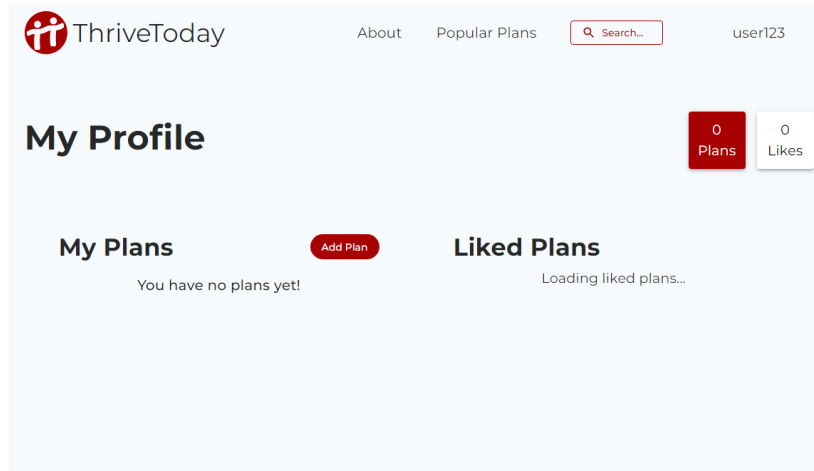 ThriveToday About Popular Plans Search... user123
My Profile
0 Plans
0 Likes
My Plans Add Plan
You have no plans yet!
Liked Plans
Loading liked plans...